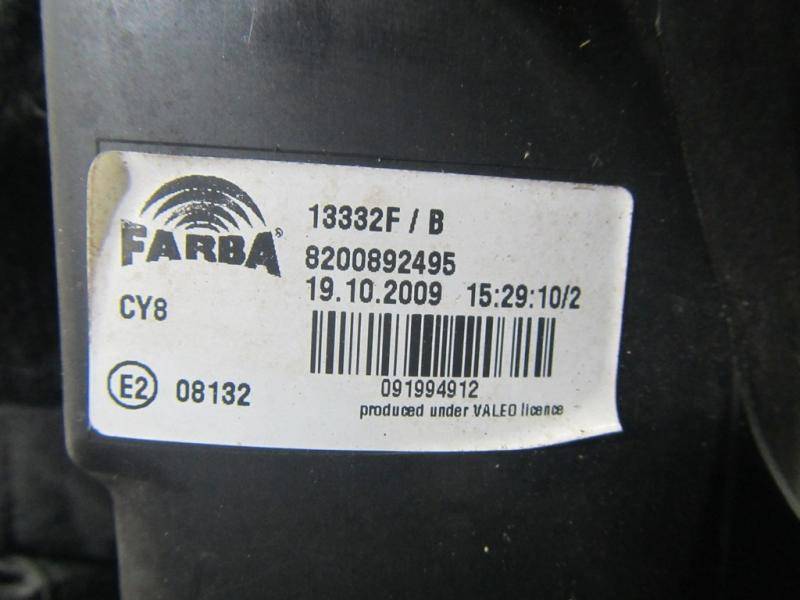 FARBA®
13332F / B
8200892495
19.10.2009 15:29:10/2
CY8
091994912
E2 08132
produced under VALEO licence